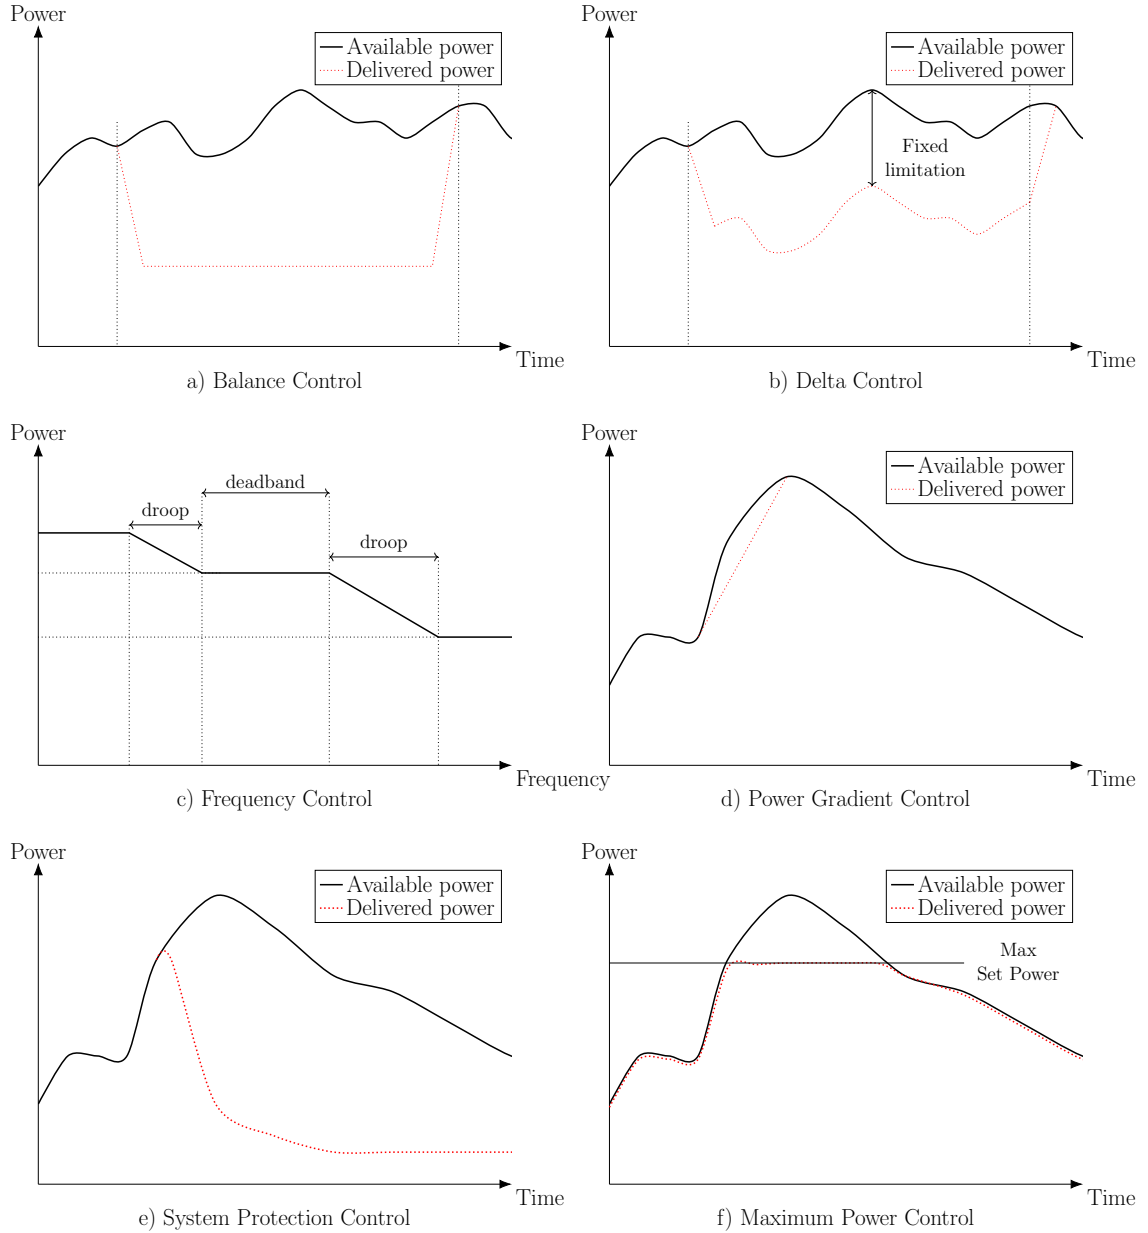 Power
Available power
Delivered power
Time
a) Balance Control
Power
Available power
Delivered power
Fixed
limitation
Time
b) Delta Control
Power
deadband
droop
droop
Frequency
c) Frequency Control
Power
Available power
Delivered power
Time
d) Power Gradient Control
Power
Available power
Delivered power
Time
e) System Protection Control
Power
Available power
Delivered power
Max
Set Power
Time
f) Maximum Power Control